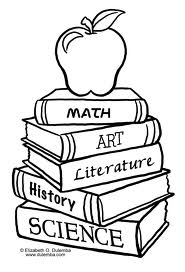 MATH
ART
Literature
History
SCIENCE
© Elizabeth O. Dulemba
www.dulemba.com